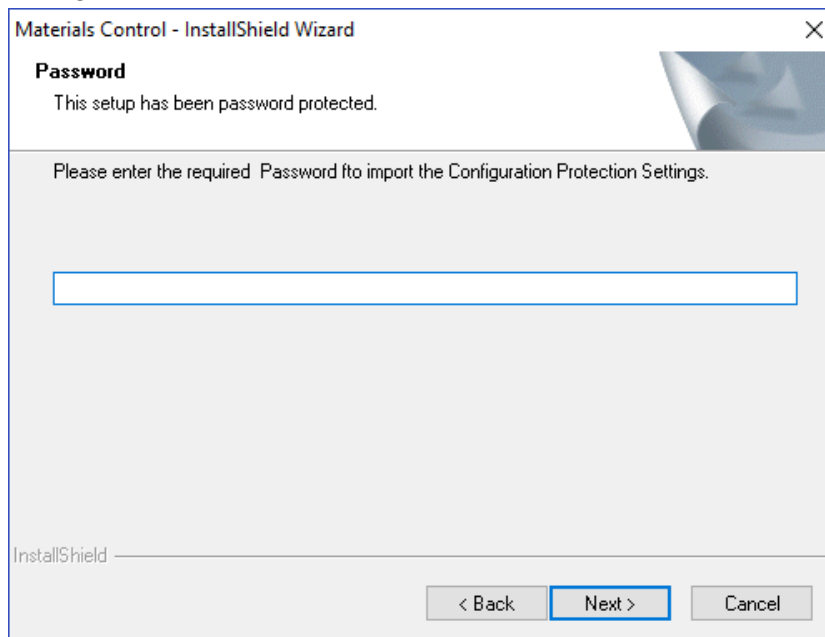 Materials Control - InstallShield Wizard
Password
This setup has been password protected.
Please enter the required Password fto import the Configuration Protection Settings.
InstallShield
< Back Next > Cancel